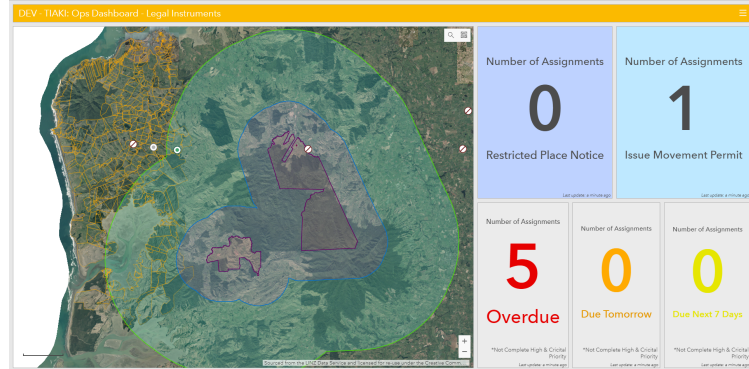 DEV - TIAKI: Ops Dashboard - Legal Instruments
Number of Assignments
0
Restricted Place Notice
Last update: a minute ago
Number of Assignments
1
Issue Movement Permit
Last update: a minute ago
Number of Assignments
5
Overdue
*Not Complete High & Cricital
Priority
Last update: a minute ago
Number of Assignments
0
Due Tomorrow
*Not Complete High & Cricital
Priority
Last update: a minute ago
Number of Assignments
0
Due Next 7 Days
*Not Complete High & Cricital
Priority
Last update: a minute ago
+
−
Sourced from the LINZ Data Service and licensed for re-use under the Creative Comm